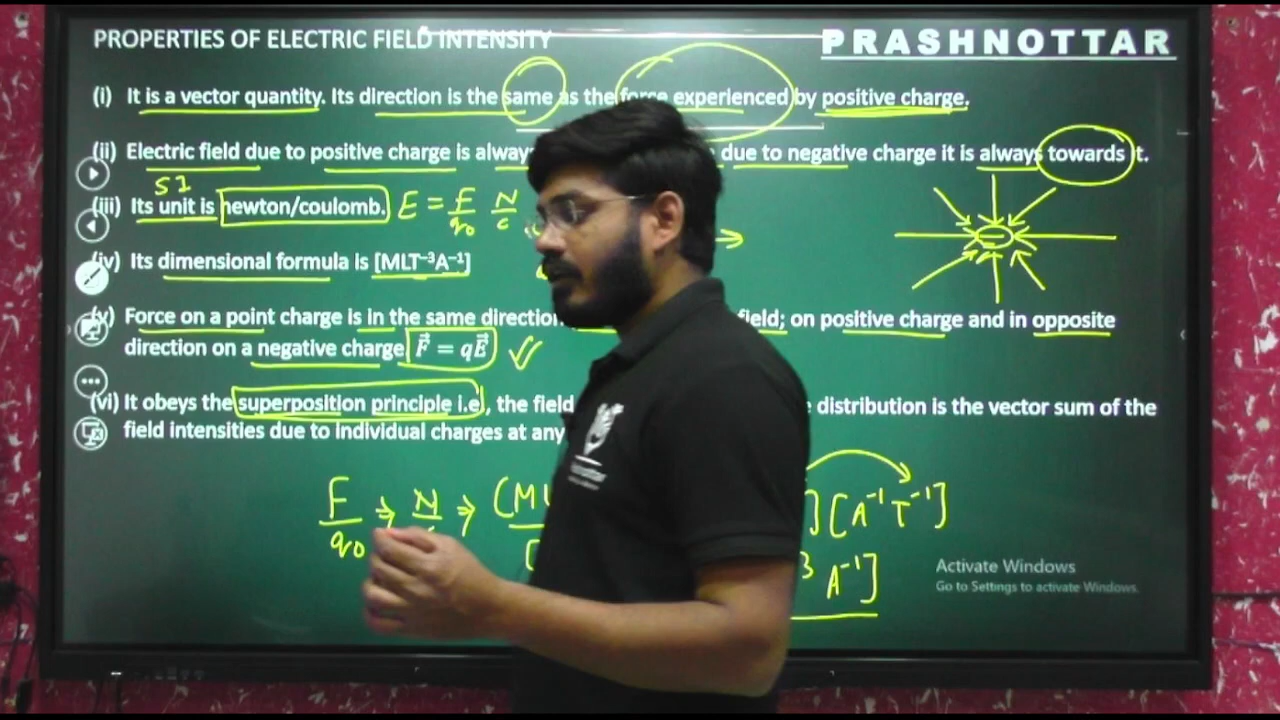 PROPERTIES OF ELECTRIC FIELD INTENSITY
PRASHNOTTAR
(i) It is a vector quantity. Its direction is the same as the force experienced by positive charge.
(ii) Electric field due to positive charge is always due to negative charge it is always towards it.
SI
(iii) Its unit is newton/coulomb. E = F/q0 N/C
(iv) Its dimensional formula is [MLT⁻³A⁻¹]
(v) Force on a point charge is in the same direction field; on positive charge and in opposite
direction on a negative charge F⃗ = qE⃗
(vi) It obeys the superposition principle i.e., the field distribution is the vector sum of the
field intensities due to individual charges at any
F/q0 → N → [ML ] [A⁻¹ T⁻¹]
3 A⁻¹]
Activate Windows
Go to Settings to activate Windows.